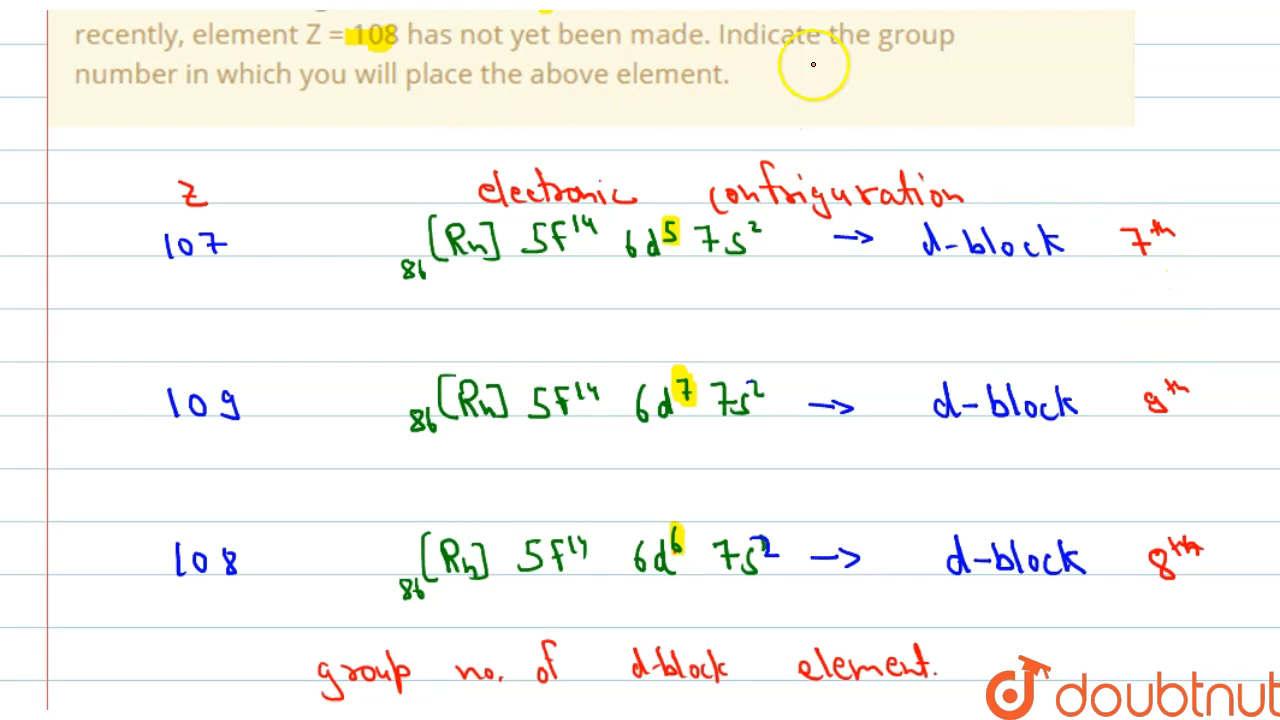 recently, element Z = 108 has not yet been made. Indicate the group
number in which you will place the above element.
Z electronic configuration
107 86[Rn] 5f¹⁴ 6d⁵ 7s² → d-block 7th
109 86[Rn] 5f¹⁴ 6d⁷ 7s² → d-block 9th
108 86[Rn] 5f¹⁴ 6d⁶ 7s² → d-block 8th
group no. of d-block element.
doubtnut